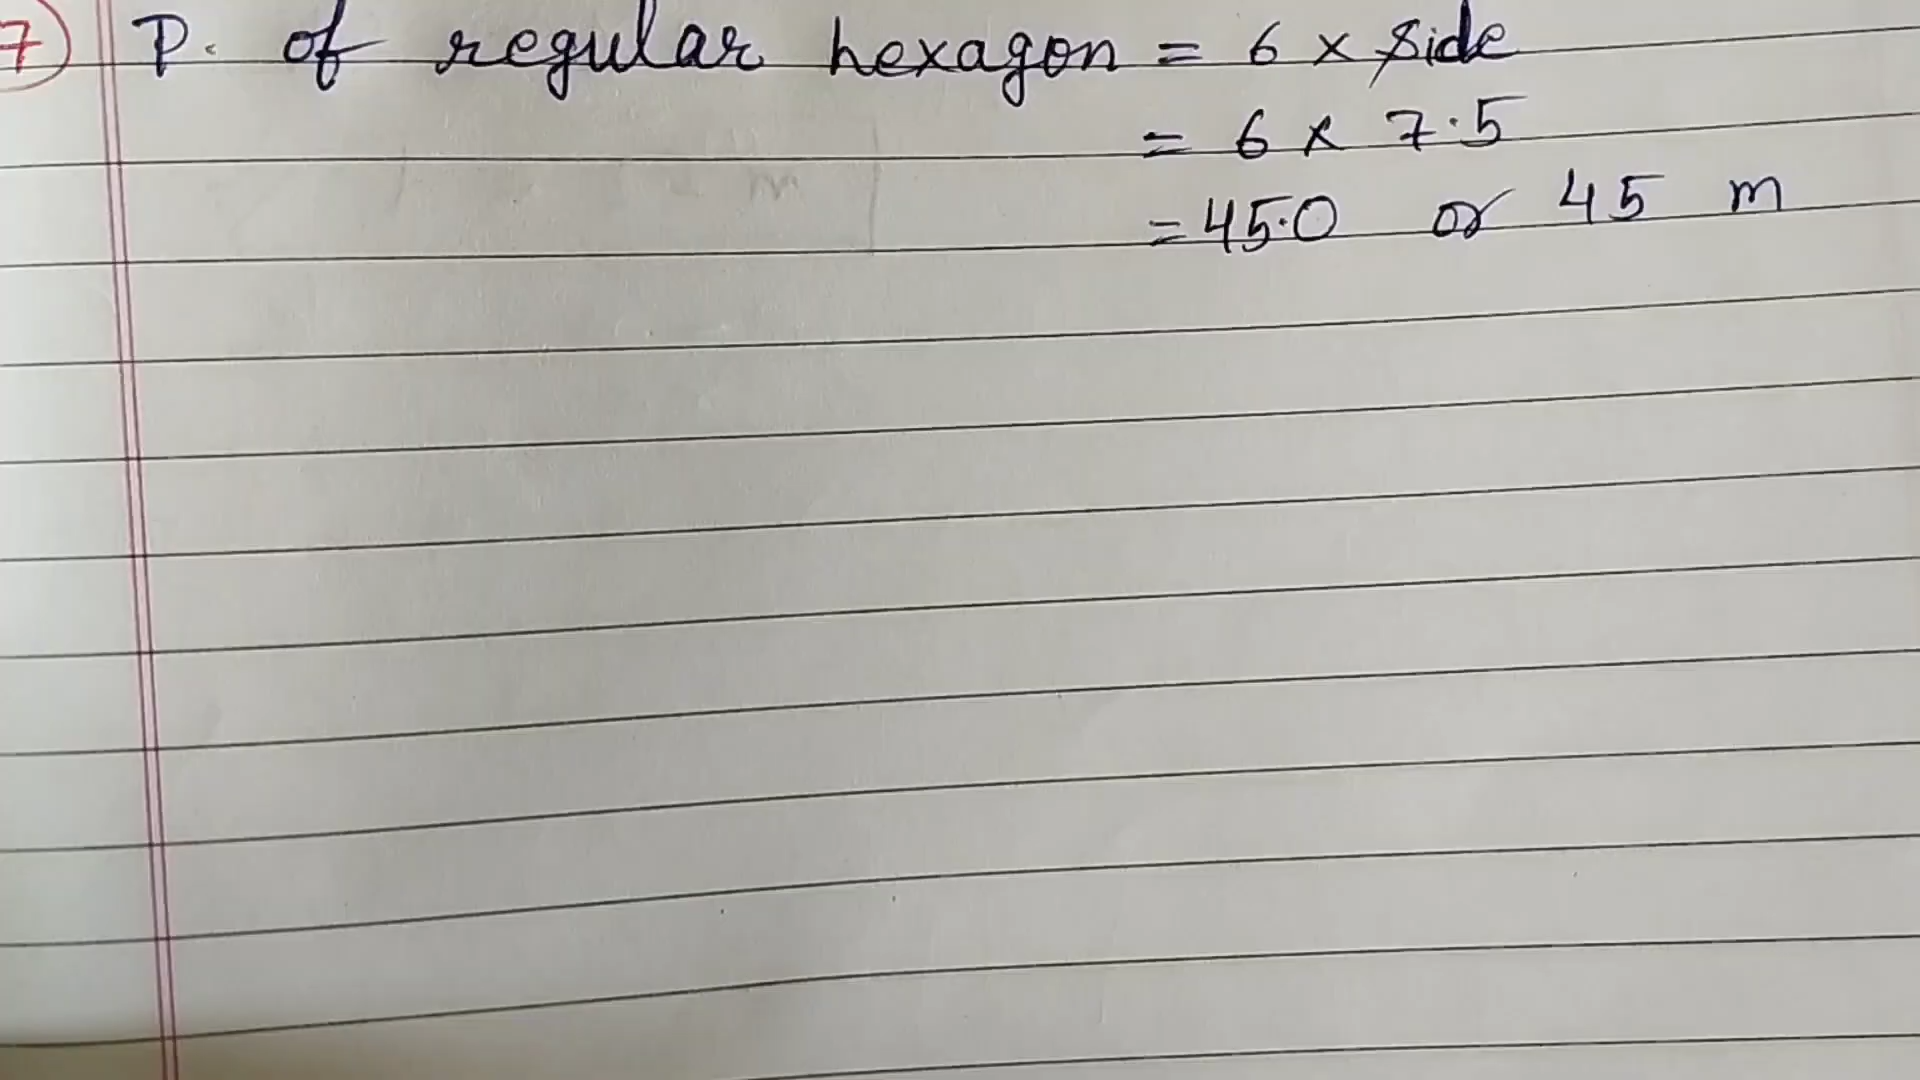 7) P. of regular hexagon = 6 × side
= 6 × 7.5
= 45.0 or 45 m